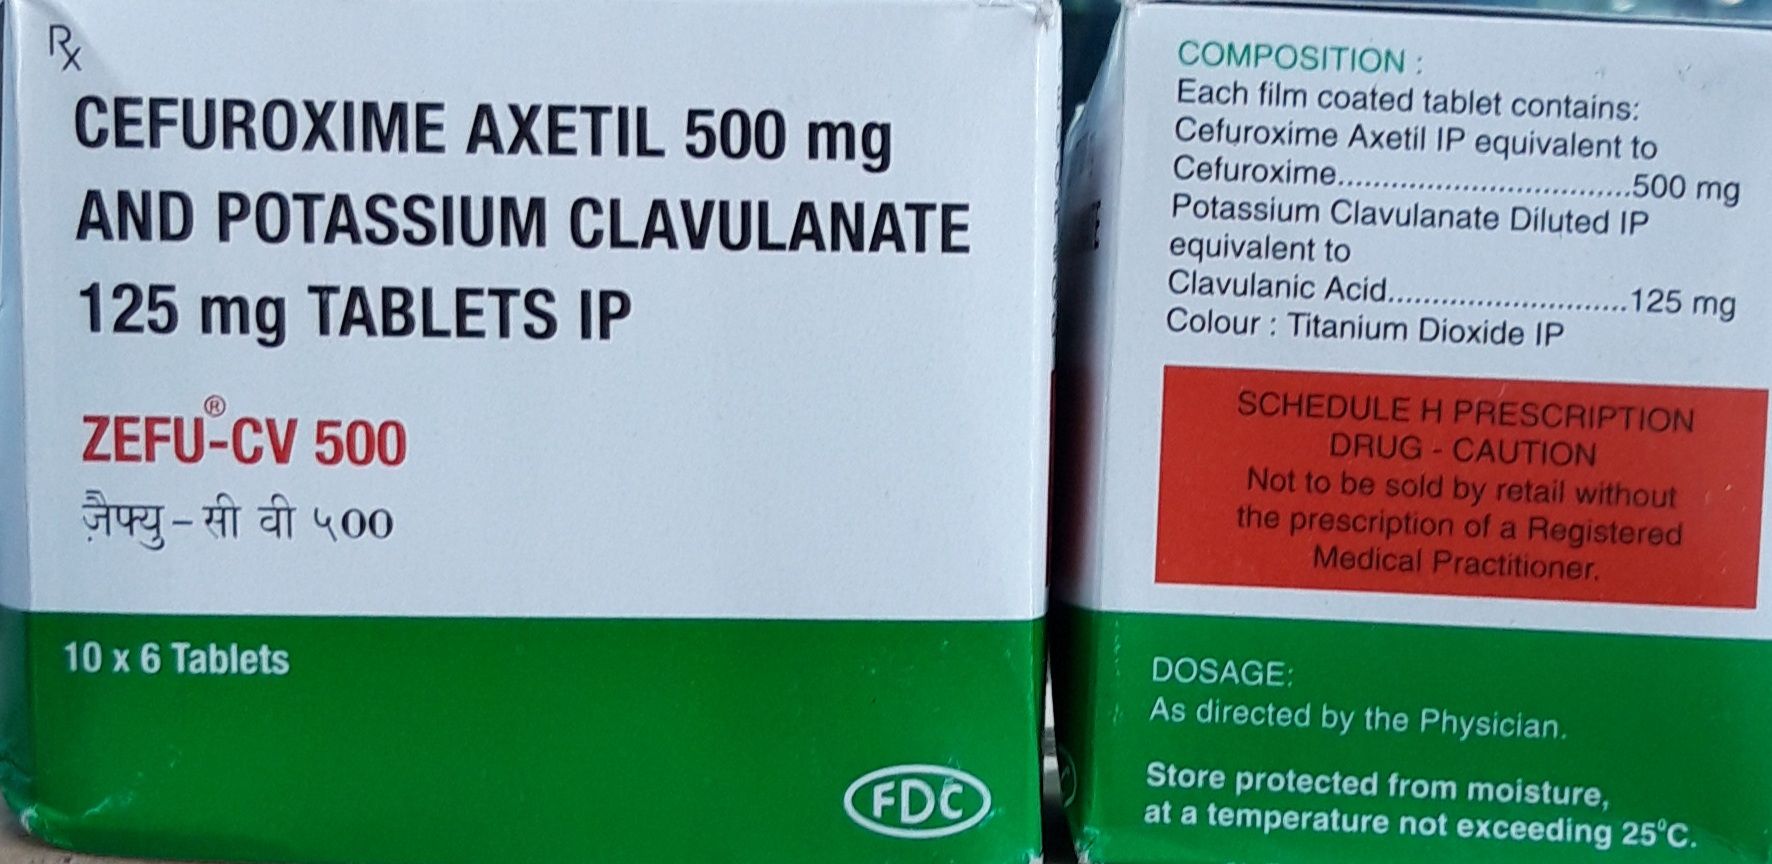 Rx
CEFUROXIME AXETIL 500 mg
AND POTASSIUM CLAVULANATE
125 mg TABLETS IP
ZEFU®-CV 500
ज़ैफ्यु - सी वी ५००
10 x 6 Tablets
FDC
COMPOSITION :
Each film coated tablet contains:
Cefuroxime Axetil IP equivalent to
Cefuroxime.................................500 mg
Potassium Clavulanate Diluted IP
equivalent to
Clavulanic Acid...........................125 mg
Colour : Titanium Dioxide IP
SCHEDULE H PRESCRIPTION
DRUG - CAUTION
Not to be sold by retail without
the prescription of a Registered
Medical Practitioner.
DOSAGE:
As directed by the Physician.
Store protected from moisture,
at a temperature not exceeding 25°C.